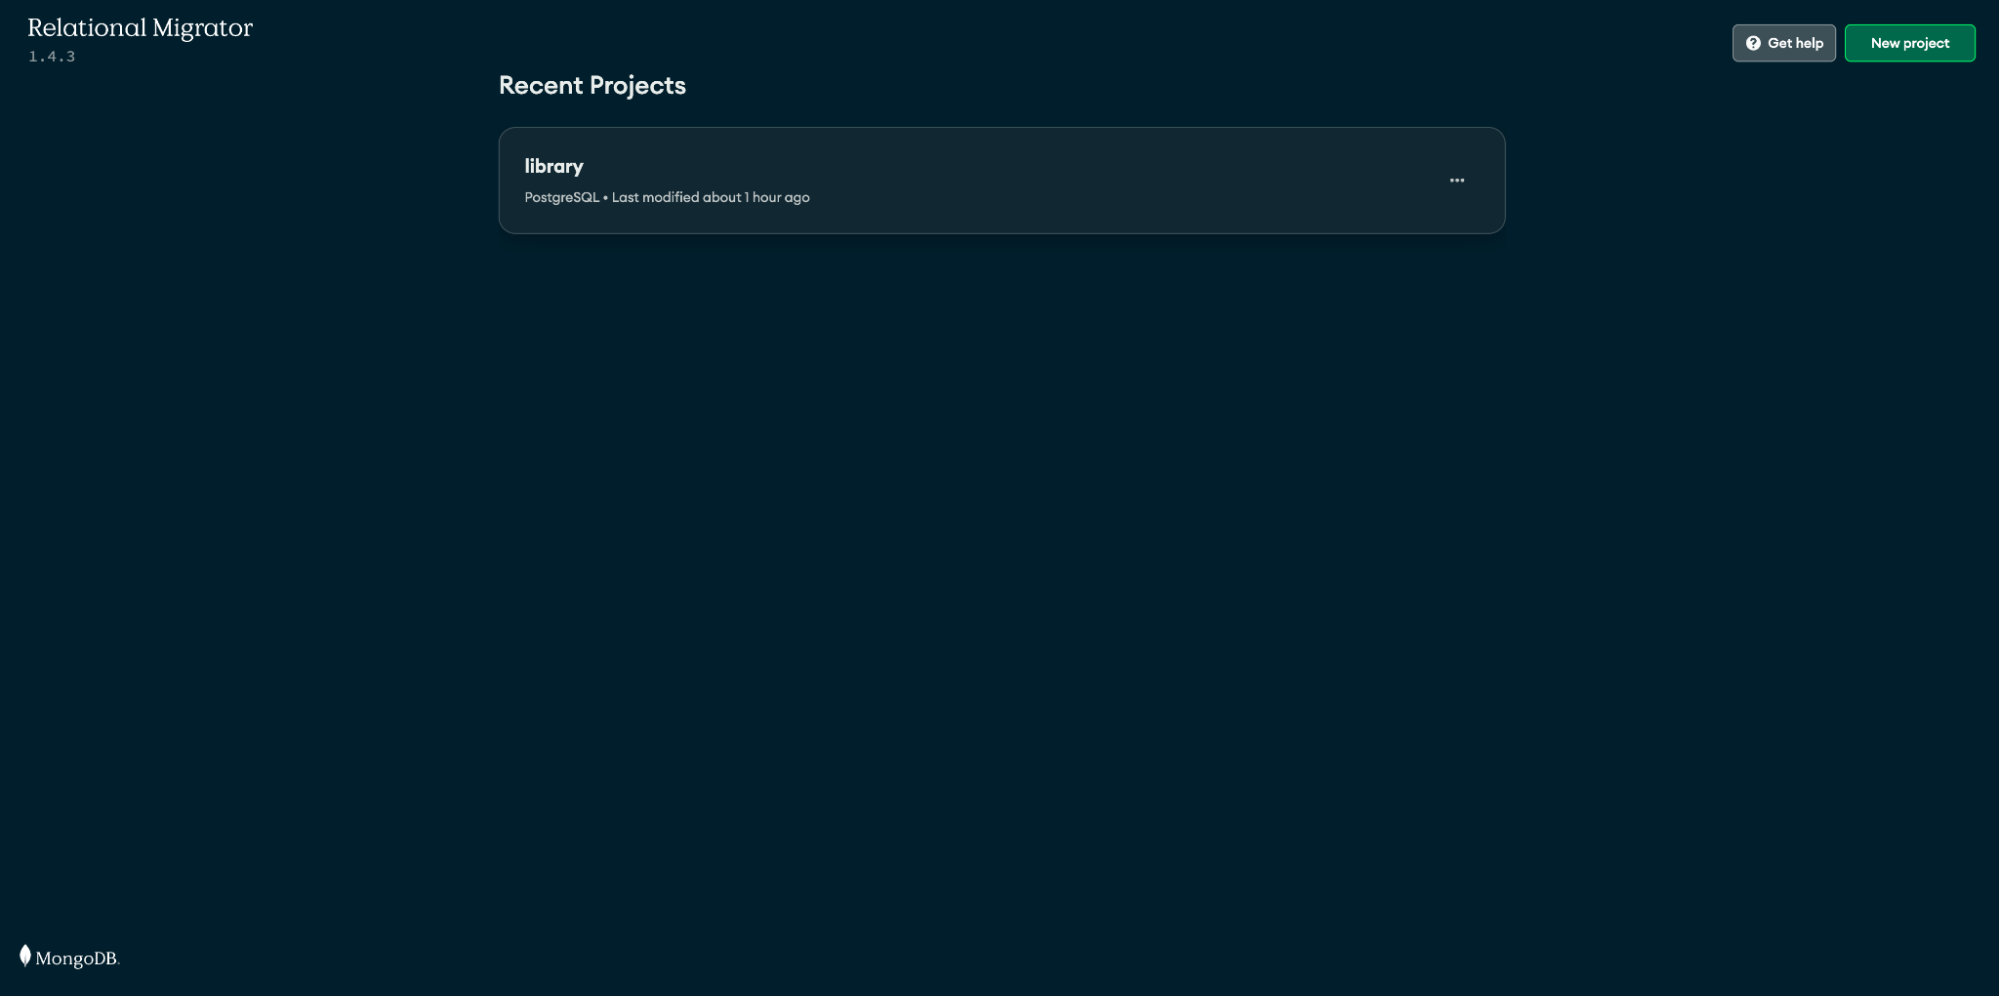 Relational Migrator
1.4.3
Get help
New project
Recent Projects
library
PostgreSQL • Last modified about 1 hour ago
MongoDB.